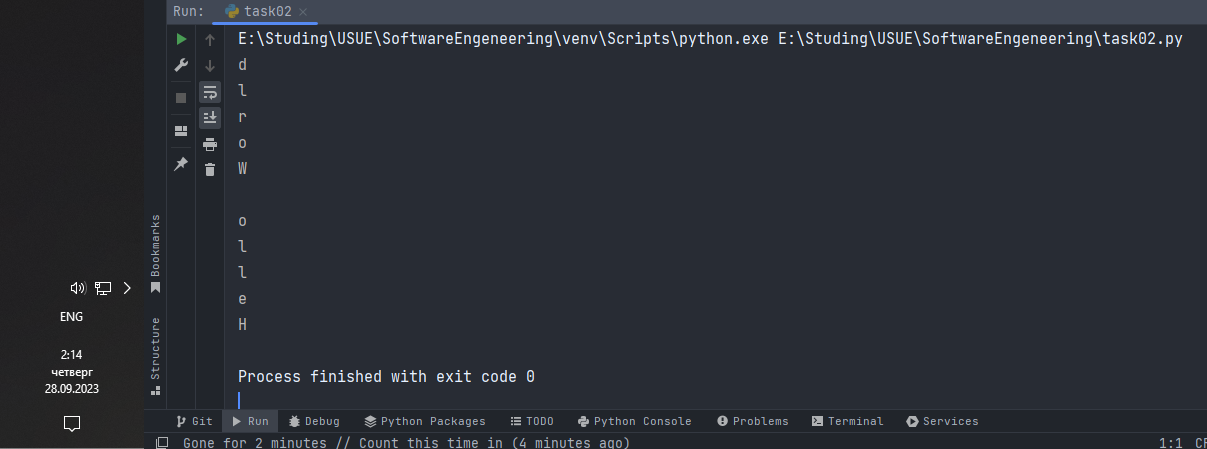 Run: task02
E:\Studing\USUE\SoftwareEngeneering\venv\Scripts\python.exe E:\Studing\USUE\SoftwareEngeneering\task02.py
d
l
r
o
W
o
l
l
e
H
Process finished with exit code 0
Bookmarks
Structure
ENG
2:14
четверг
28.09.2023
Git Run Debug Python Packages TODO Python Console Problems Terminal Services
Gone for 2 minutes // Count this time in (4 minutes ago) 1:1